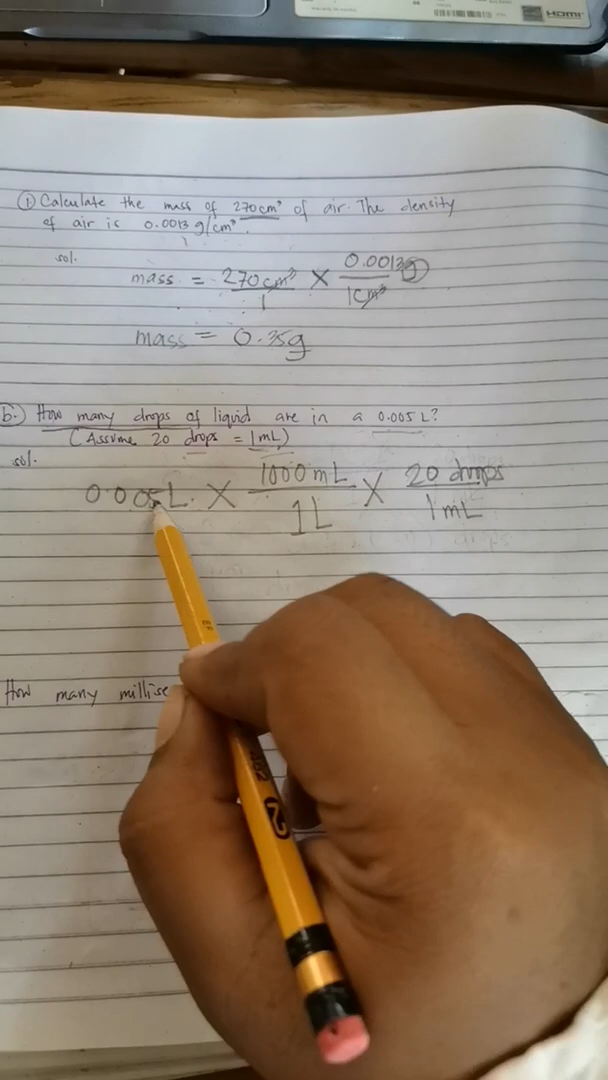 HDMI
① Calculate the mass of 270cm³ of air. The density
of air is 0.0013 g/cm³.
sol.
mass = 270cm³/1 X 0.0013g/1cm³
mass = 0.35g
b.) How many drops of liquid are in a 0.005 L?
(Assume 20 drops = 1mL)
sol.
0.005L X 1000mL/1L X 20 drops/1mL
How many millise
2